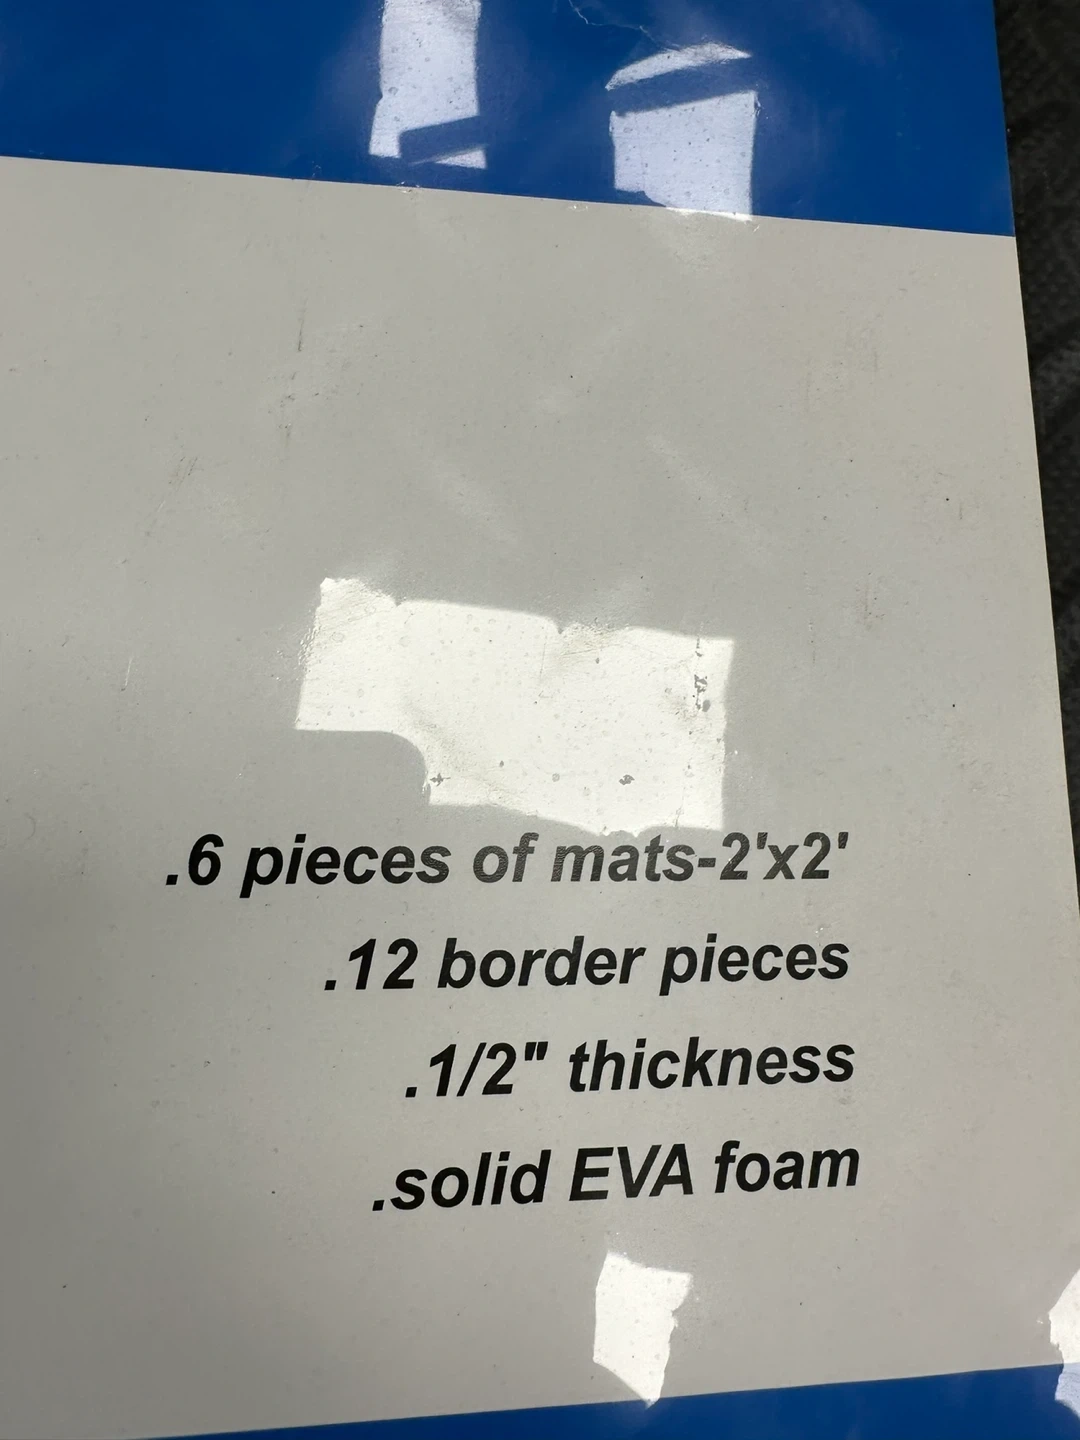 .6 pieces of mats-2'x2'
.12 border pieces
.1/2" thickness
.solid EVA foam